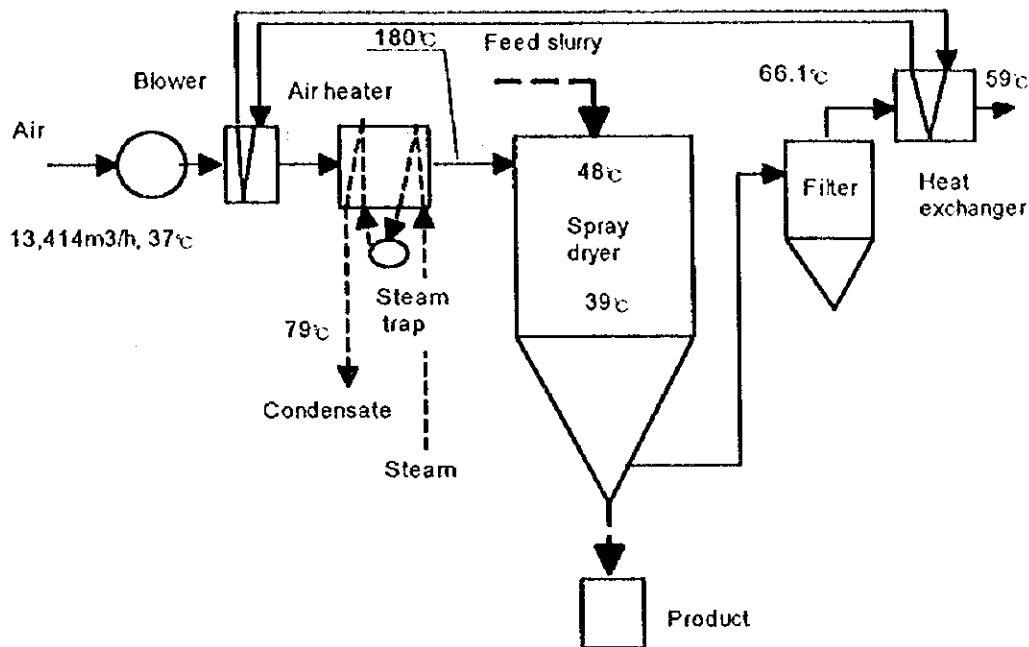 180℃
Feed slurry
66.1℃
59℃
Blower
Air heater
Air
48℃
Filter
Heat
exchanger
13,414m3/h, 37℃
Spray
dryer
Steam
trap
39℃
79℃
Condensate
Steam
Product